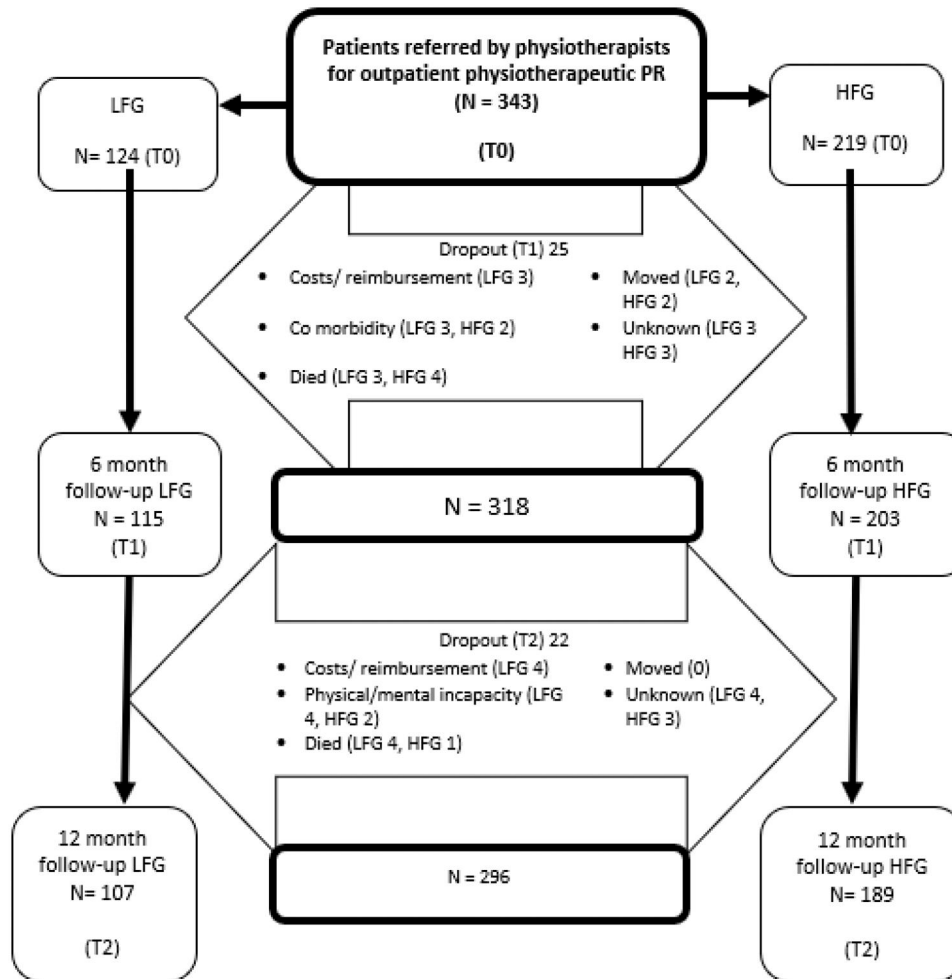 Patients referred by physiotherapists
for outpatient physiotherapeutic PR
(N = 343)
(T0)
LFG
N= 124 (T0)
HFG
N= 219 (T0)
Dropout (T1) 25
• Costs/ reimbursement (LFG 3)
• Co morbidity (LFG 3, HFG 2)
• Died (LFG 3, HFG 4)
• Moved (LFG 2,
HFG 2)
• Unknown (LFG 3
HFG 3)
6 month
follow-up LFG
N = 115
(T1)
N = 318
6 month
follow-up HFG
N = 203
(T1)
Dropout (T2) 22
• Costs/ reimbursement (LFG 4)
• Physical/mental incapacity (LFG
4, HFG 2)
• Died (LFG 4, HFG 1)
• Moved (0)
• Unknown (LFG 4,
HFG 3)
12 month
follow-up LFG
N= 107
(T2)
N = 296
12 month
follow-up HFG
N = 189
(T2)